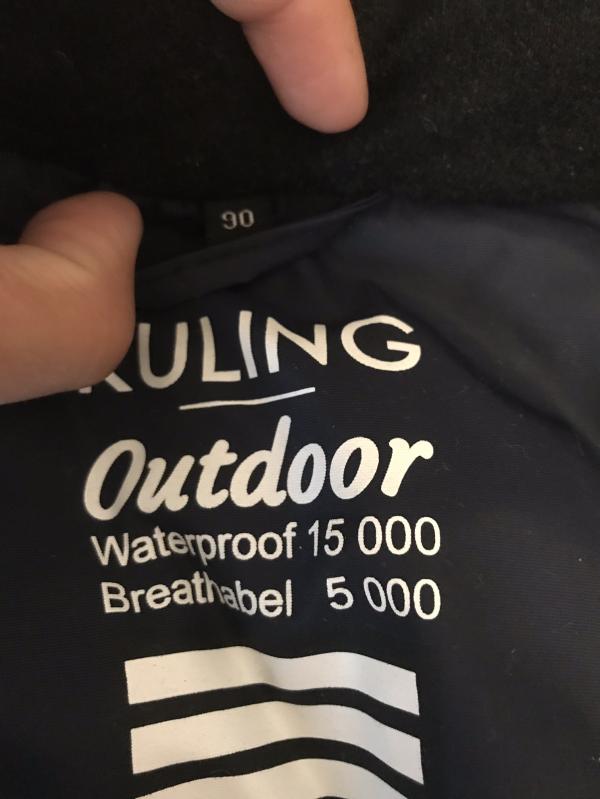 90
KULING
Outdoor
Waterproof 15 000
Breathabel 5 000